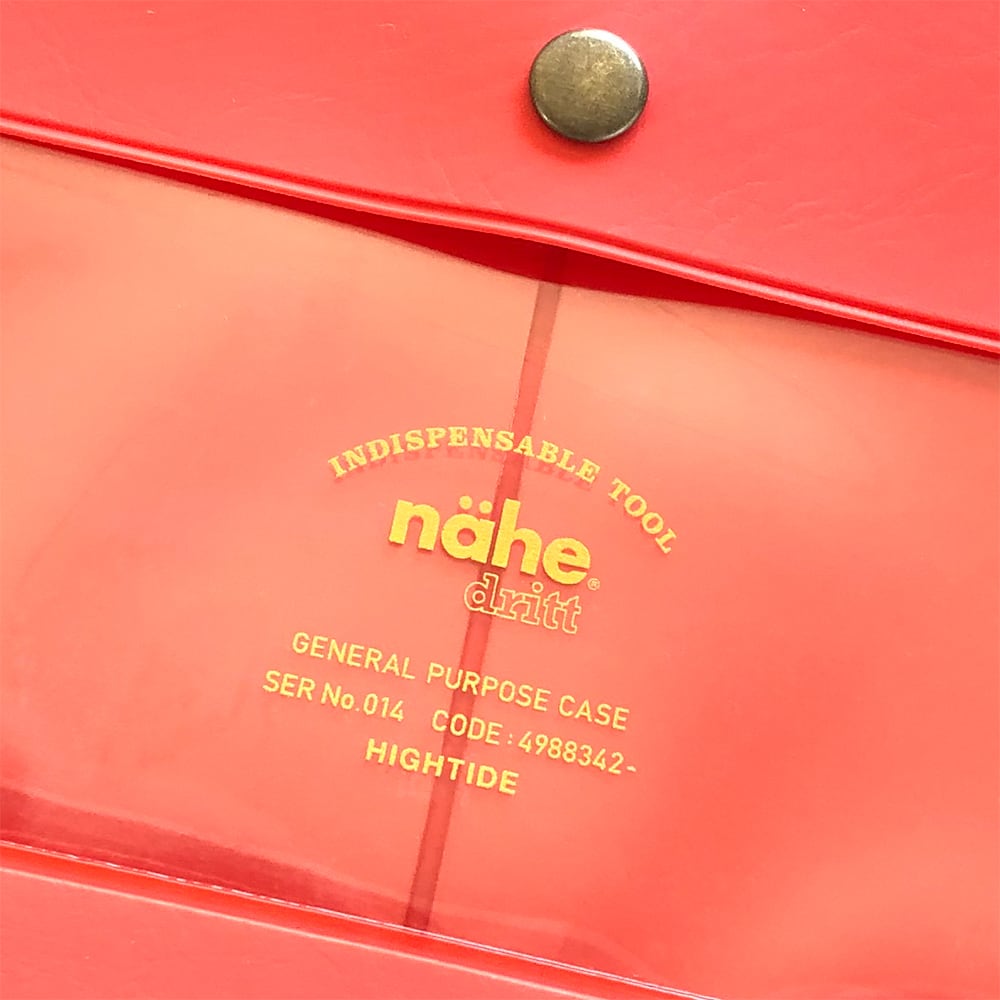 INDISPENSABLE TOOL
nähe®
dritt
GENERAL PURPOSE CASE
SER No.014 CODE:4988342-
HIGHTIDE